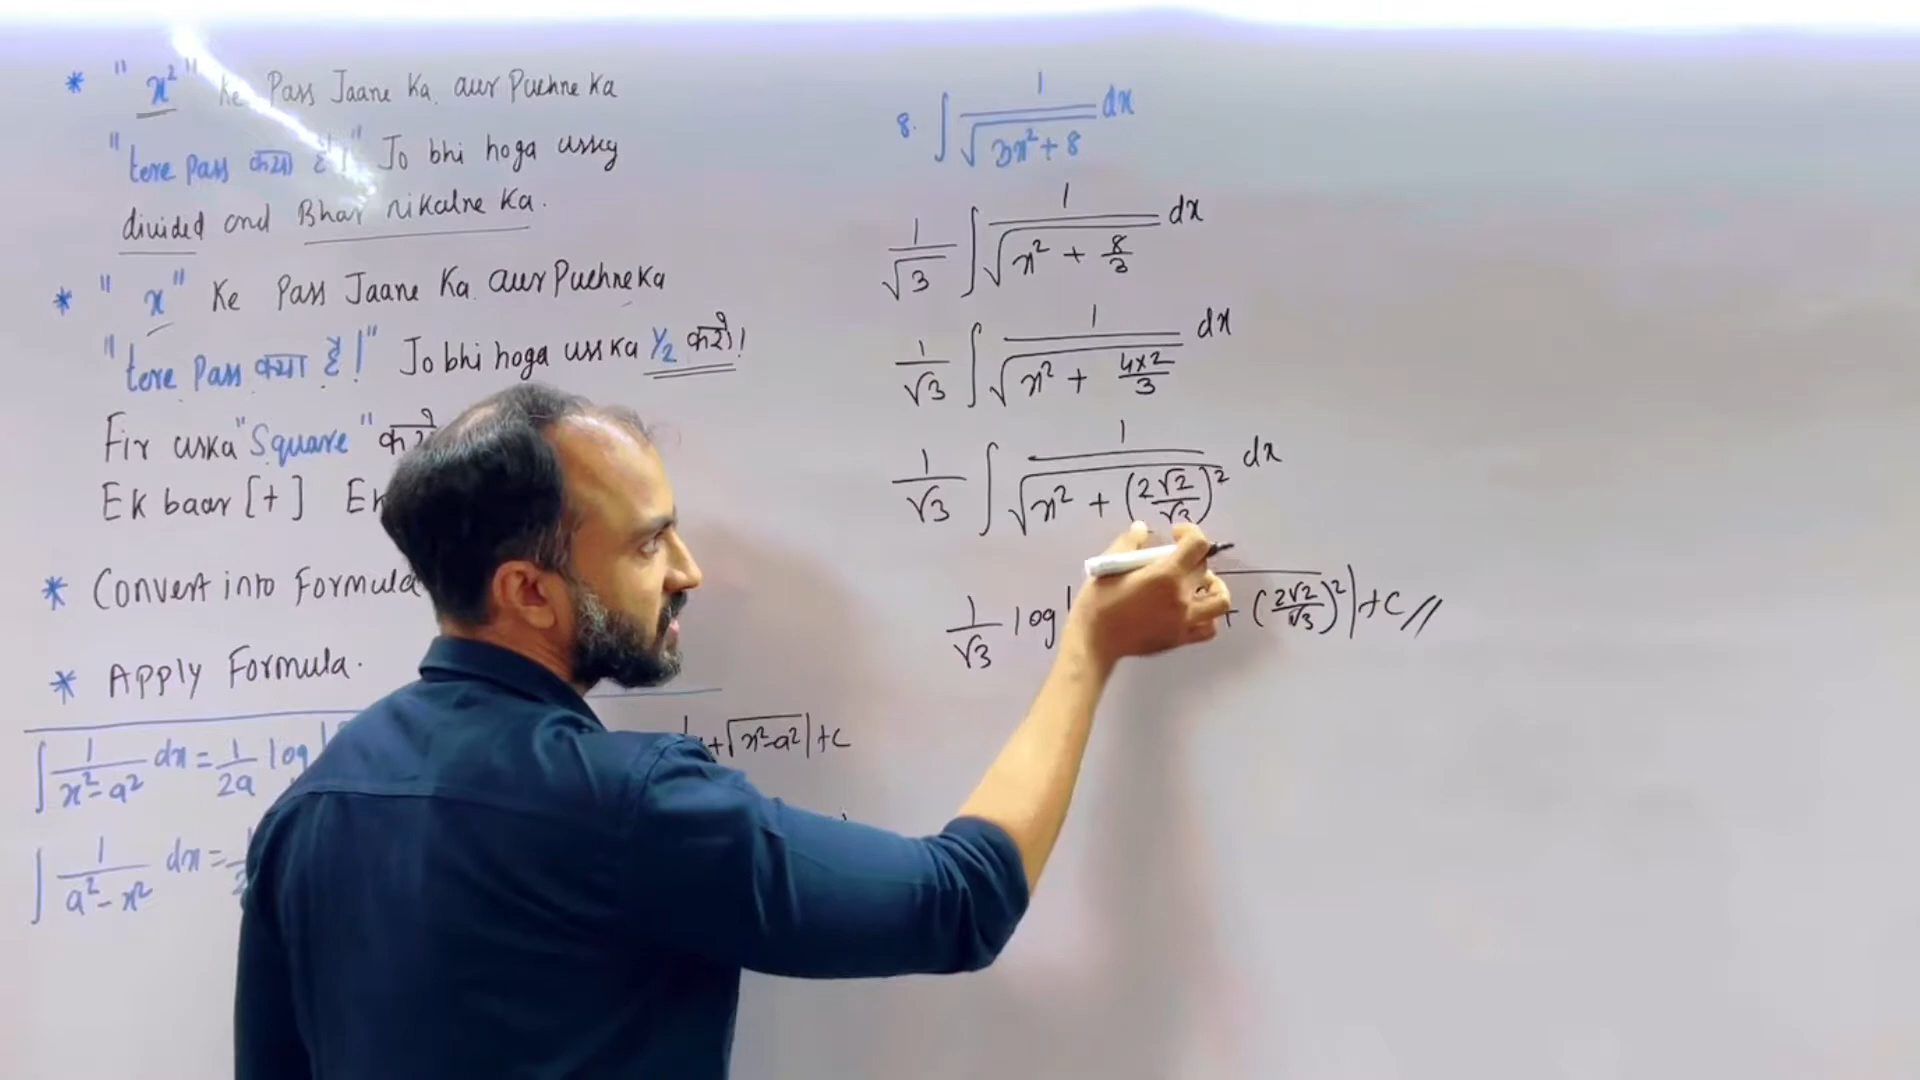 * "x²" ke Pass Jaane Ka. aur Puchne Ka
"tere Pass क्या है!" Jo bhi hoga ussey
divided and Bhar nikalne Ka.
* "x" Ke Pass Jaane Ka aur Puchne Ka
"tere Pass क्या है!" Jo bhi hoga uss ka 1/2 करो!
Fir uska "Square" करो
Ek baar [+]
* Convert into Formula
* Apply Formula.
∫ 1/(x²-a²) dx = 1/2a log
+√(x²-a²)| + c
∫ 1/(a²-x²) dx =
8. ∫ 1/√(3x²+8) dx
1/√3 ∫ 1/√(x² + 8/3) dx
1/√3 ∫ 1/√(x² + 4×2/3) dx
1/√3 ∫ 1/√(x² + (2√2/√3)²) dx
1/√3 log| + (2√2/√3)²| + c //